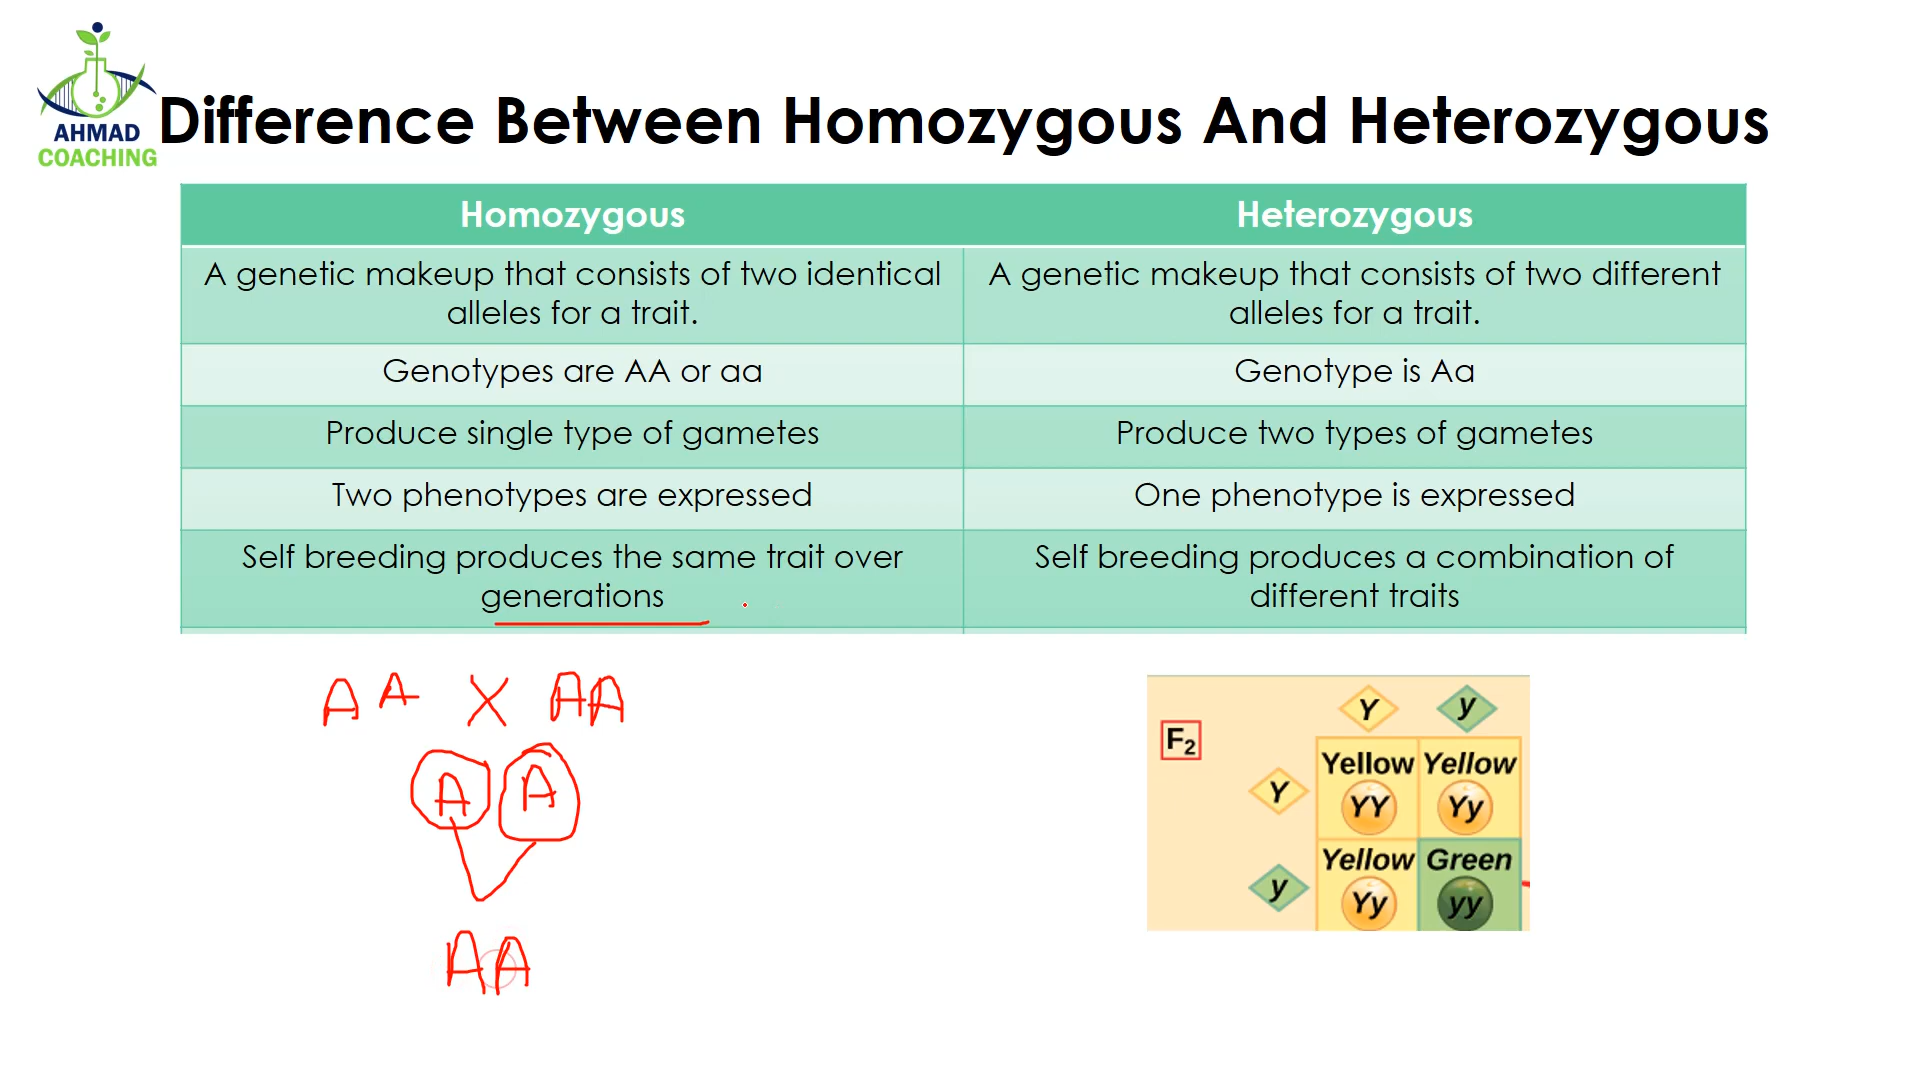 AHMAD
COACHING
Difference Between Homozygous And Heterozygous
Homozygous
Heterozygous
A genetic makeup that consists of two identical
alleles for a trait.
A genetic makeup that consists of two different
alleles for a trait.
Genotypes are AA or aa
Genotype is Aa
Produce single type of gametes
Produce two types of gametes
Two phenotypes are expressed
One phenotype is expressed
Self breeding produces the same trait over
generations
Self breeding produces a combination of
different traits
A A X AA
A A
AA
F2
Y y
Y
Yellow Yellow
YY Yy
y
Yellow Green
Yy yy